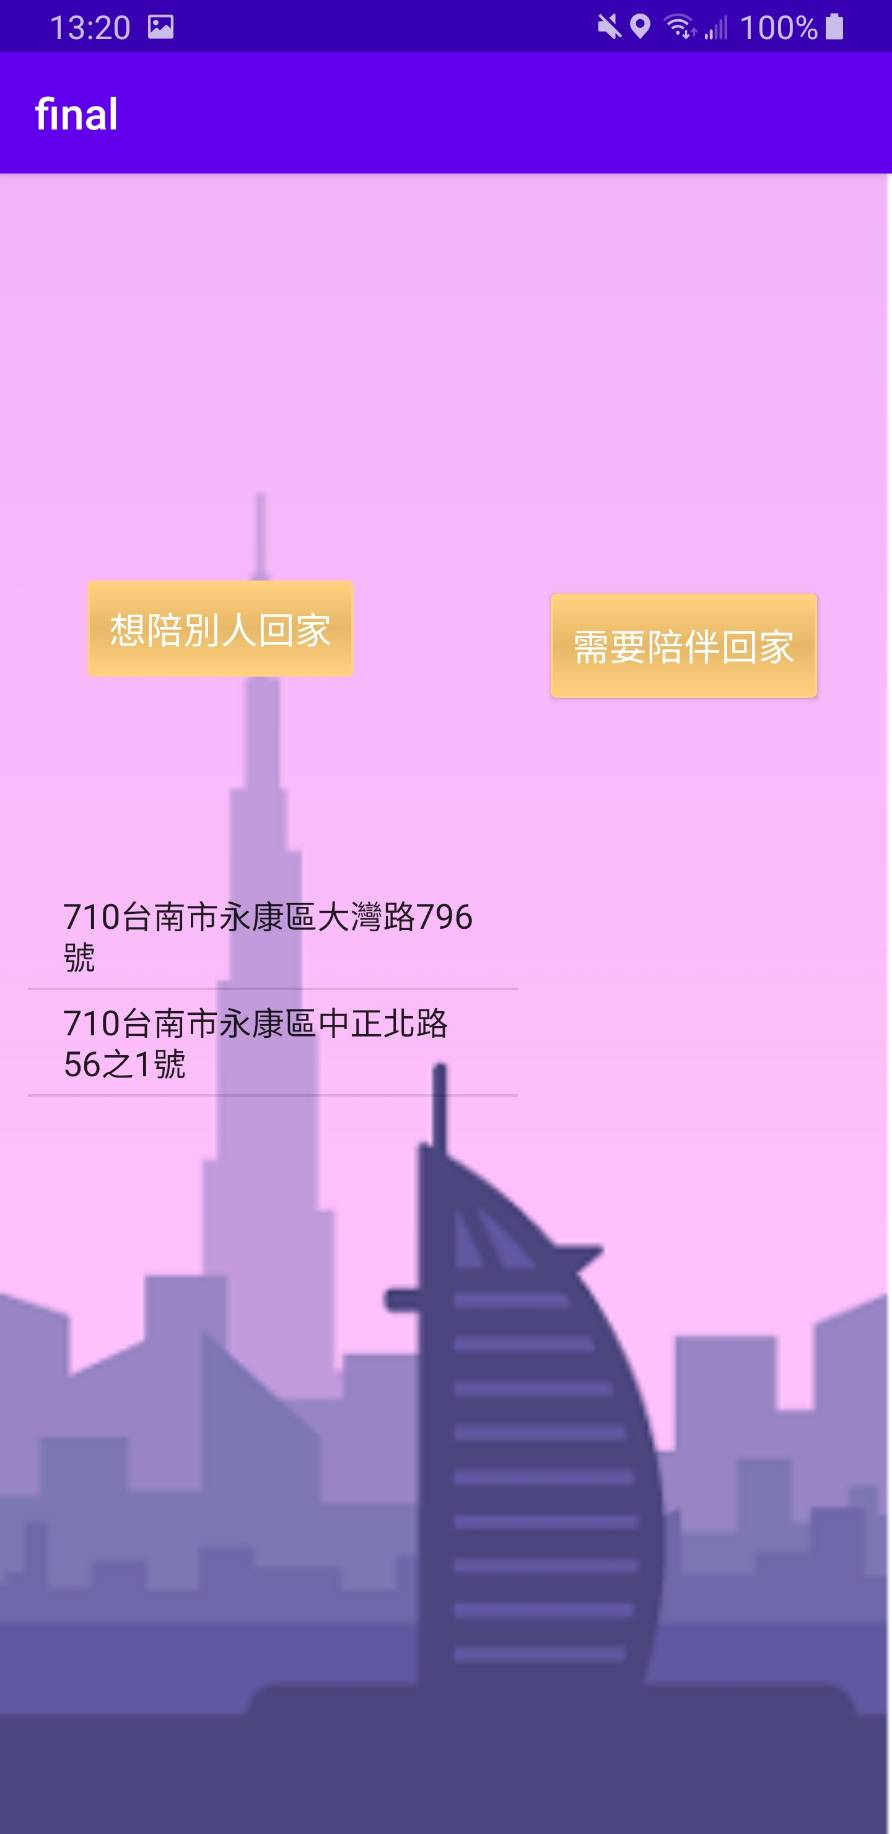 13:20 100%
final
想陪別人回家
需要陪伴回家
710台南市永康區大灣路796
號
710台南市永康區中正北路
56之1號